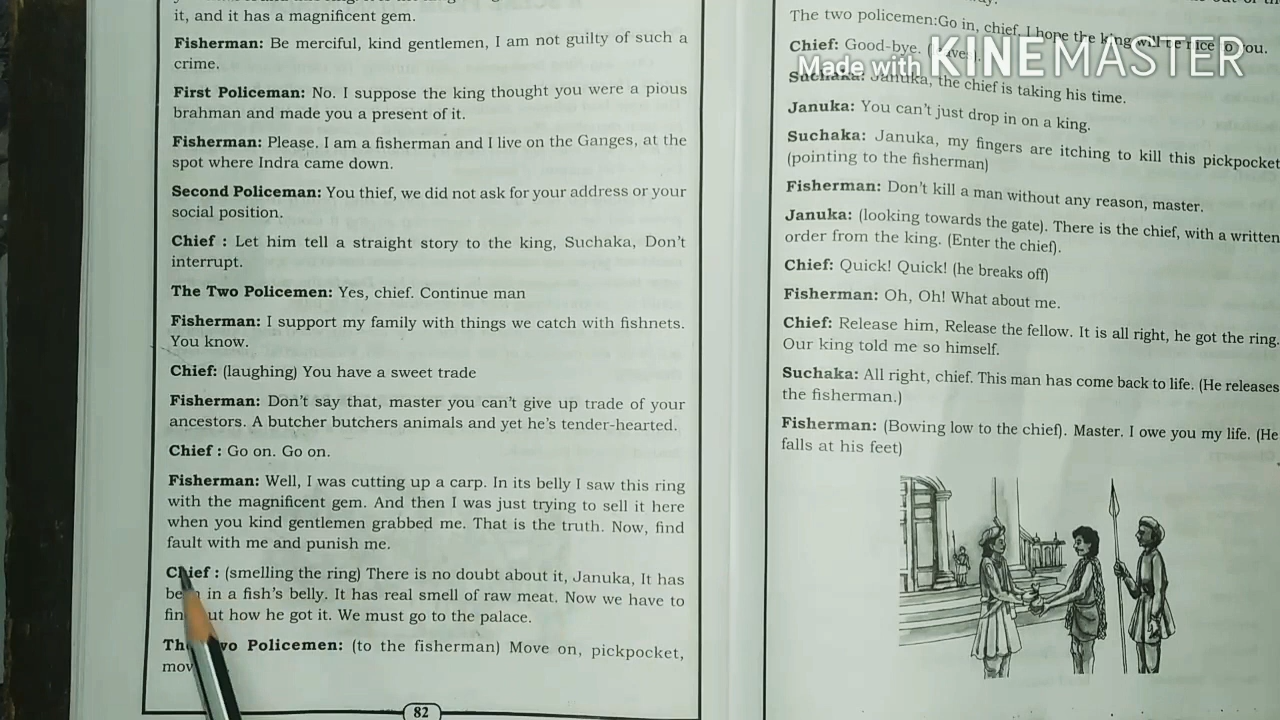 it, and it has a magnificent gem.
Fisherman: Be merciful, kind gentlemen, I am not guilty of such a
crime.
First Policeman: No. I suppose the king thought you were a pious
brahman and made you a present of it.
Fisherman: Please. I am a fisherman and I live on the Ganges, at the
spot where Indra came down.
Second Policeman: You thief, we did not ask for your address or your
social position.
Chief : Let him tell a straight story to the king, Suchaka, Don't
interrupt.
The Two Policemen: Yes, chief. Continue man
Fisherman: I support my family with things we catch with fishnets.
You know.
Chief: (laughing) You have a sweet trade
Fisherman: Don't say that, master you can't give up trade of your
ancestors. A butcher butchers animals and yet he's tender-hearted.
Chief : Go on. Go on.
Fisherman: Well, I was cutting up a carp. In its belly I saw this ring
with the magnificent gem. And then I was just trying to sell it here
when you kind gentlemen grabbed me. That is the truth. Now, find
fault with me and punish me.
Chief : (smelling the ring) There is no doubt about it, Januka, It has
in a fish's belly. It has real smell of raw meat. Now we have to
how he got it. We must go to the palace.
Policemen: (to the fisherman) Move on, pickpocket,
82
The two policemen:Go in, chief. I hope the king will be nice to you.
Chief: Good-bye.
Made with KINEMASTER
Suchaka: Januka, the chief is taking his time.
Januka: You can't just drop in on a king.
Suchaka: Januka, my fingers are itching to kill this pickpocket
(pointing to the fisherman)
Fisherman: Don't kill a man without any reason, master.
Januka: (looking towards the gate). There is the chief, with a written
order from the king. (Enter the chief).
Chief: Quick! Quick! (he breaks off)
Fisherman: Oh, Oh! What about me.
Chief: Release him, Release the fellow. It is all right, he got the ring.
Our king told me so himself.
Suchaka: All right, chief. This man has come back to life. (He releases
the fisherman.)
Fisherman: (Bowing low to the chief). Master. I owe you my life. (He
falls at his feet)